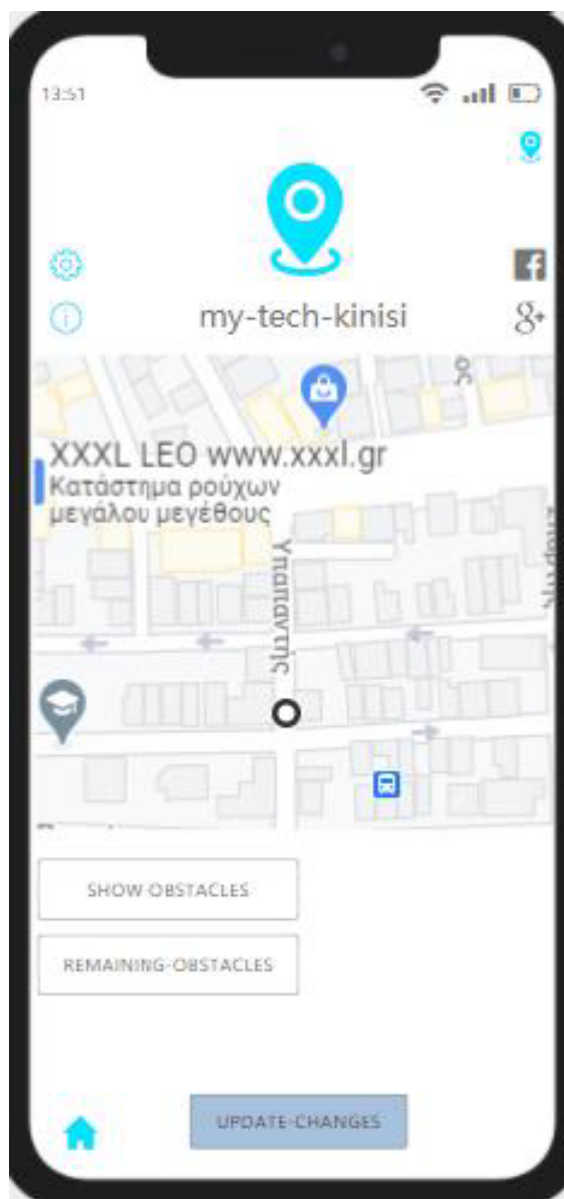 13:51
my-tech-kinisi
XXXL LEO www.xxxl.gr
Κατάστημα ρούχων
μεγάλου μεγέθους
Υπαπαντής
SHOW OBSTACLES
REMAINING-OBSTACLES
UPDATE-CHANGES